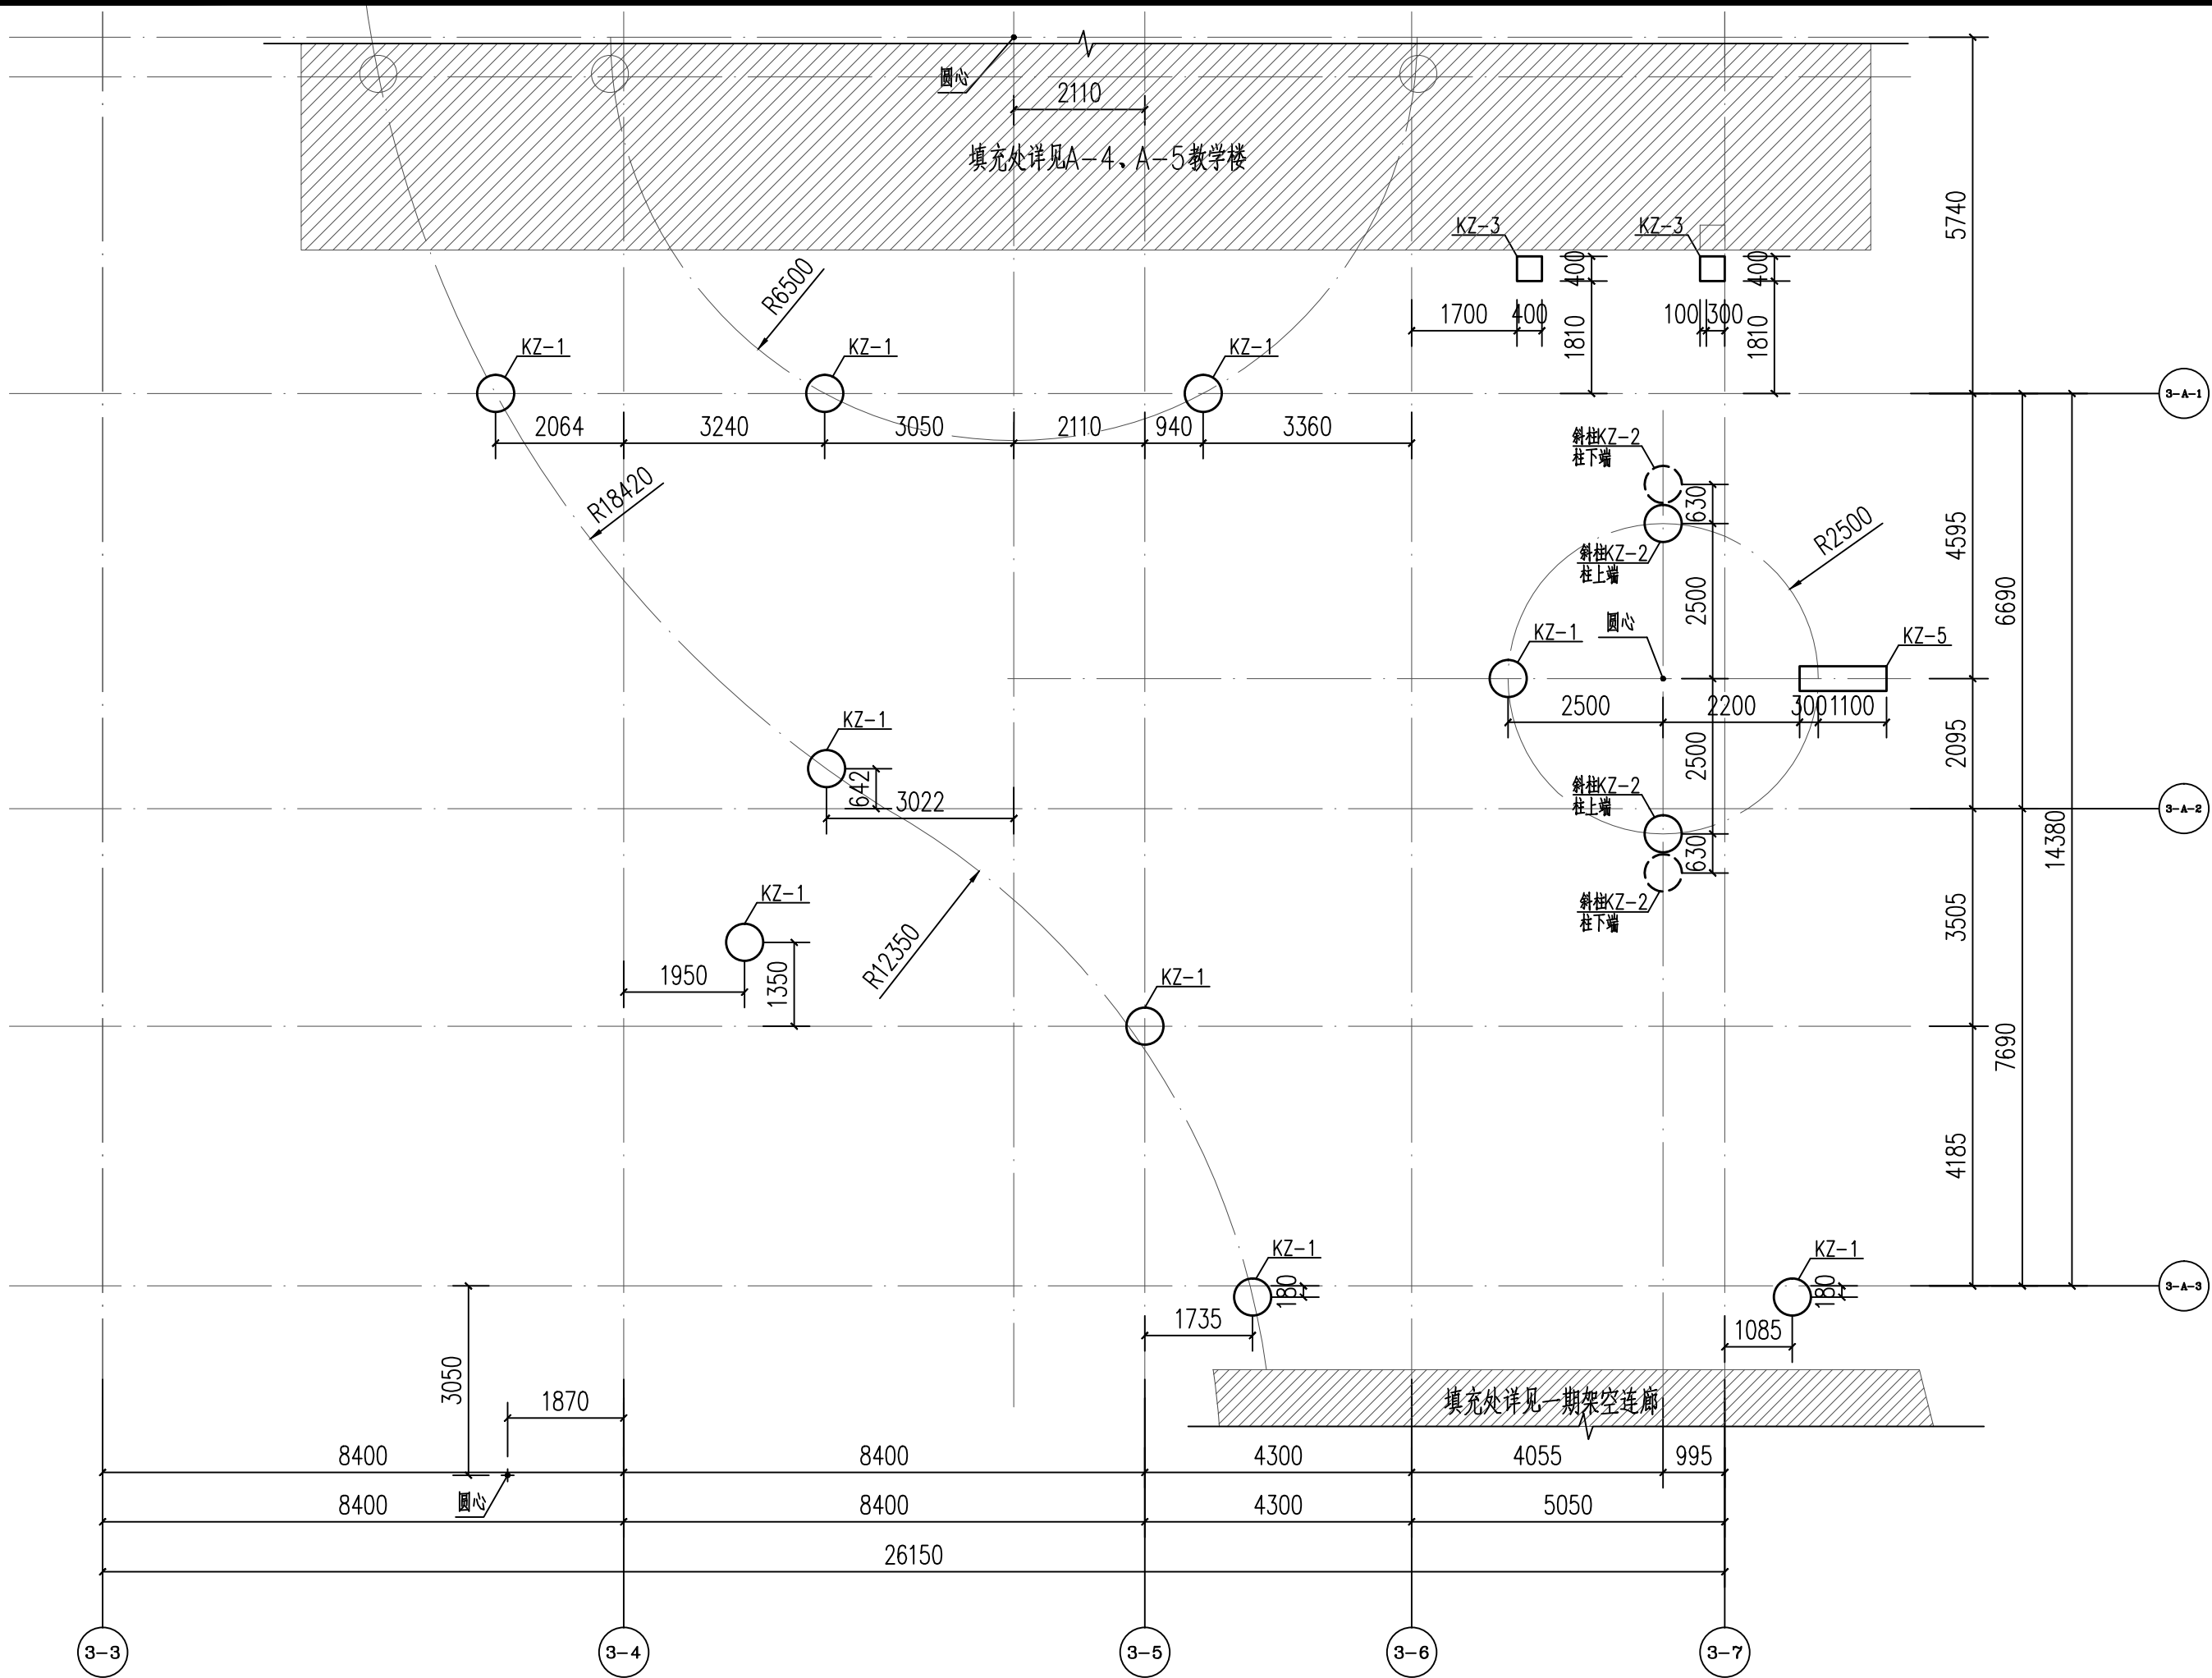 圆心
2110
填充处详见A-4、A-5教学楼
5740
KZ-3
KZ-3
400
400
1700
400
100
300
1810
1810
R6500
KZ-1
KZ-1
KZ-1
3-A-1
2064
3240
3050
2110
940
3360
斜柱KZ-2
柱下端
630
R18420
斜柱KZ-2
柱上端
R2500
4595
2500
6690
圆心
KZ-1
KZ-5
2500
2200
300
1100
KZ-1
642
3022
2500
2095
斜柱KZ-2
柱上端
3-A-2
14380
630
KZ-1
斜柱KZ-2
柱下端
3505
1950
1350
R12350
KZ-1
7690
4185
KZ-1
KZ-1
180
180
3-A-3
1735
1085
3050
1870
填充处详见一期架空连廊
8400
8400
4300
4055
995
圆心
8400
8400
4300
5050
26150
3-3
3-4
3-5
3-6
3-7